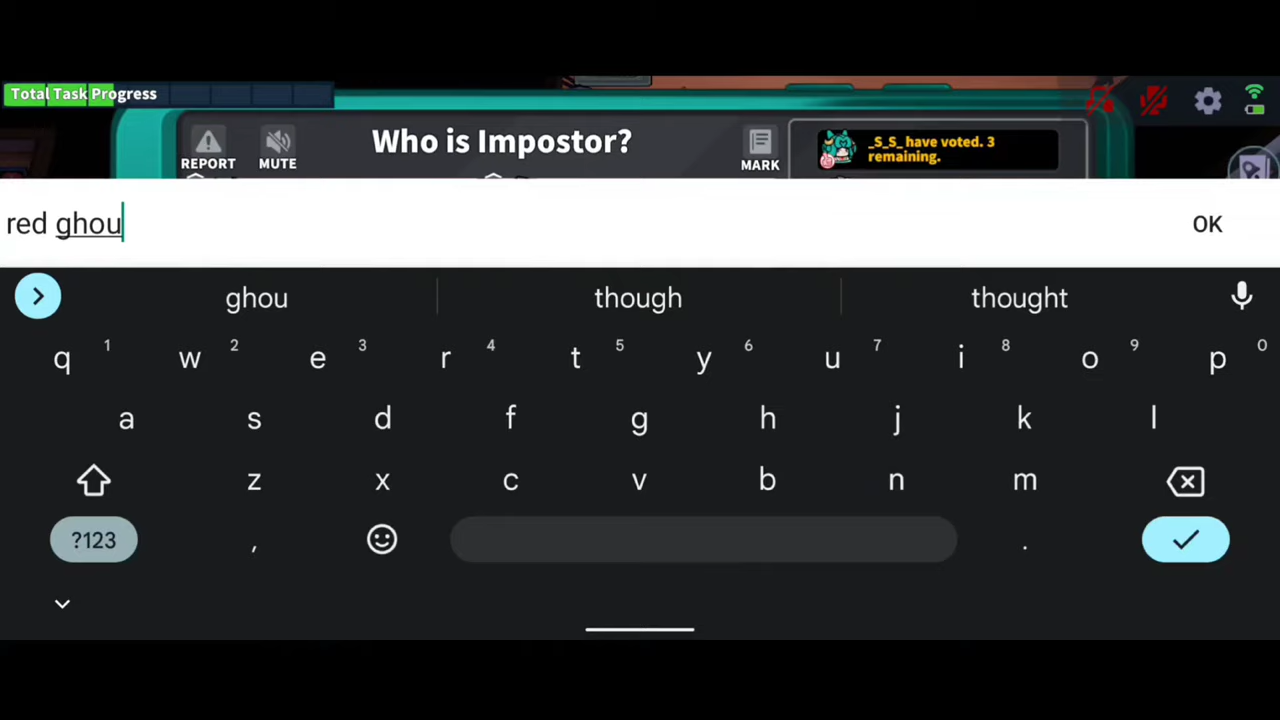 Total Task Progress
REPORT
MUTE
Who is Impostor?
MARK
_S_S_ have voted. 3
remaining.
red ghou
OK
ghou
though
thought
q 1 w 2 e 3 r 4 t 5 y 6 u 7 i 8 o 9 p 0
a s d f g h j k l
z x c v b n m
?123 , .